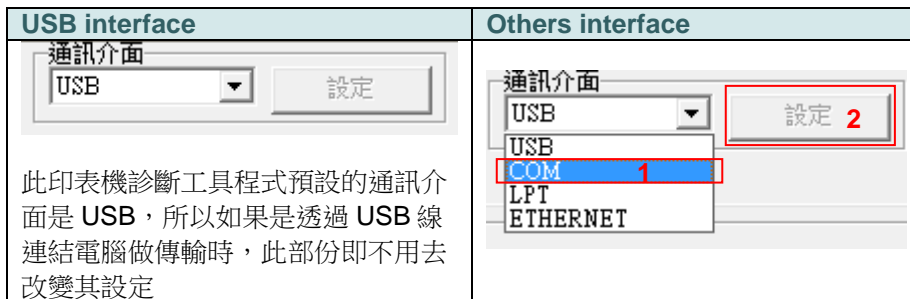 USB interface
通訊介面
USB
設定
此印表機診斷工具程式預設的通訊介
面是 USB，所以如果是透過 USB 線
連結電腦做傳輸時，此部份即不用去
改變其設定
Others interface
通訊介面
USB
設定 2
USB
COM 1
LPT
ETHERNET